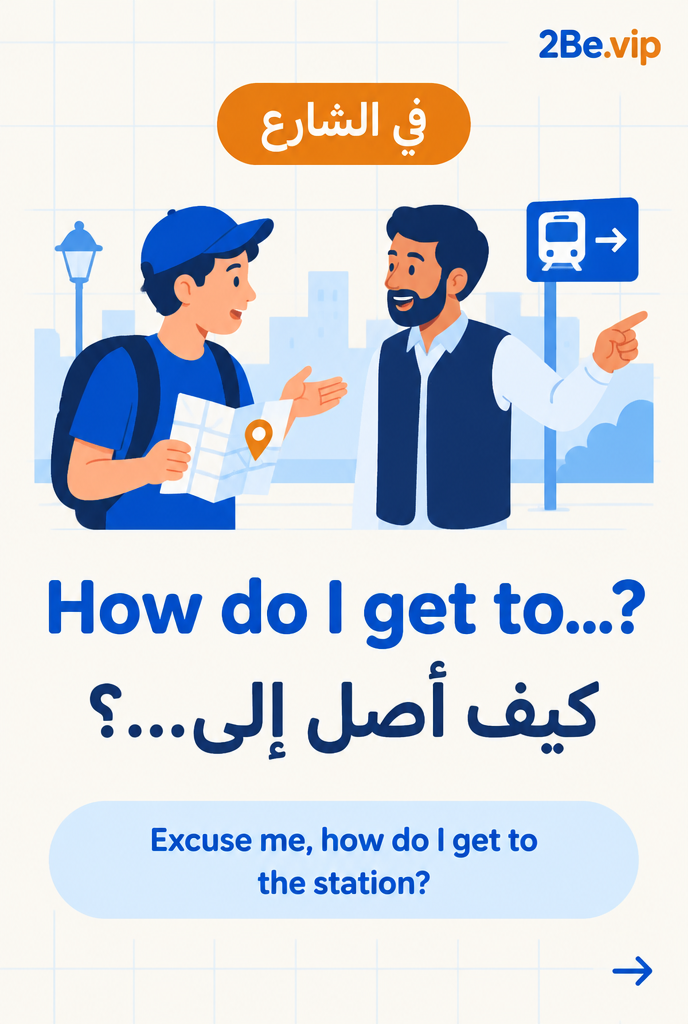 2Be.vip
في الشارع
How do I get to...?
كيف أصل إلى...؟
Excuse me, how do I get to
the station?